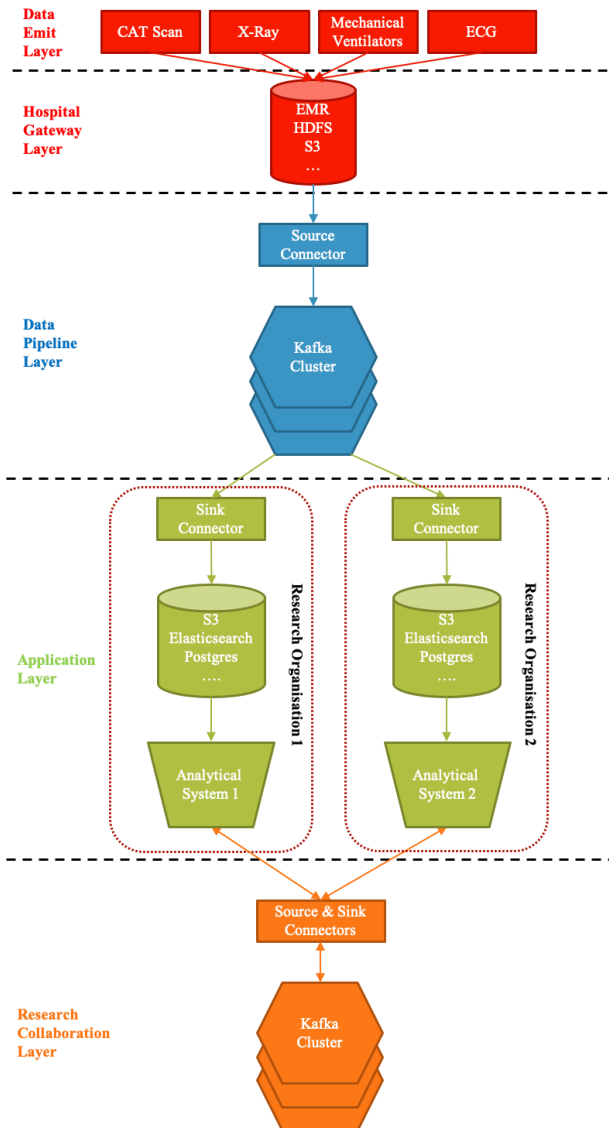 Data
Emit
Layer
CAT Scan
X-Ray
Mechanical
Ventilators
ECG
Hospital
Gateway
Layer
EMR
HDFS
S3
…
Source
Connector
Data
Pipeline
Layer
Kafka
Cluster
Sink
Connector
Sink
Connector
S3
Elasticsearch
Postgres
….
Research Organisation 1
S3
Elasticsearch
Postgres
….
Research Organisation 2
Application
Layer
Analytical
System 1
Analytical
System 2
Source & Sink
Connectors
Research
Collaboration
Layer
Kafka
Cluster